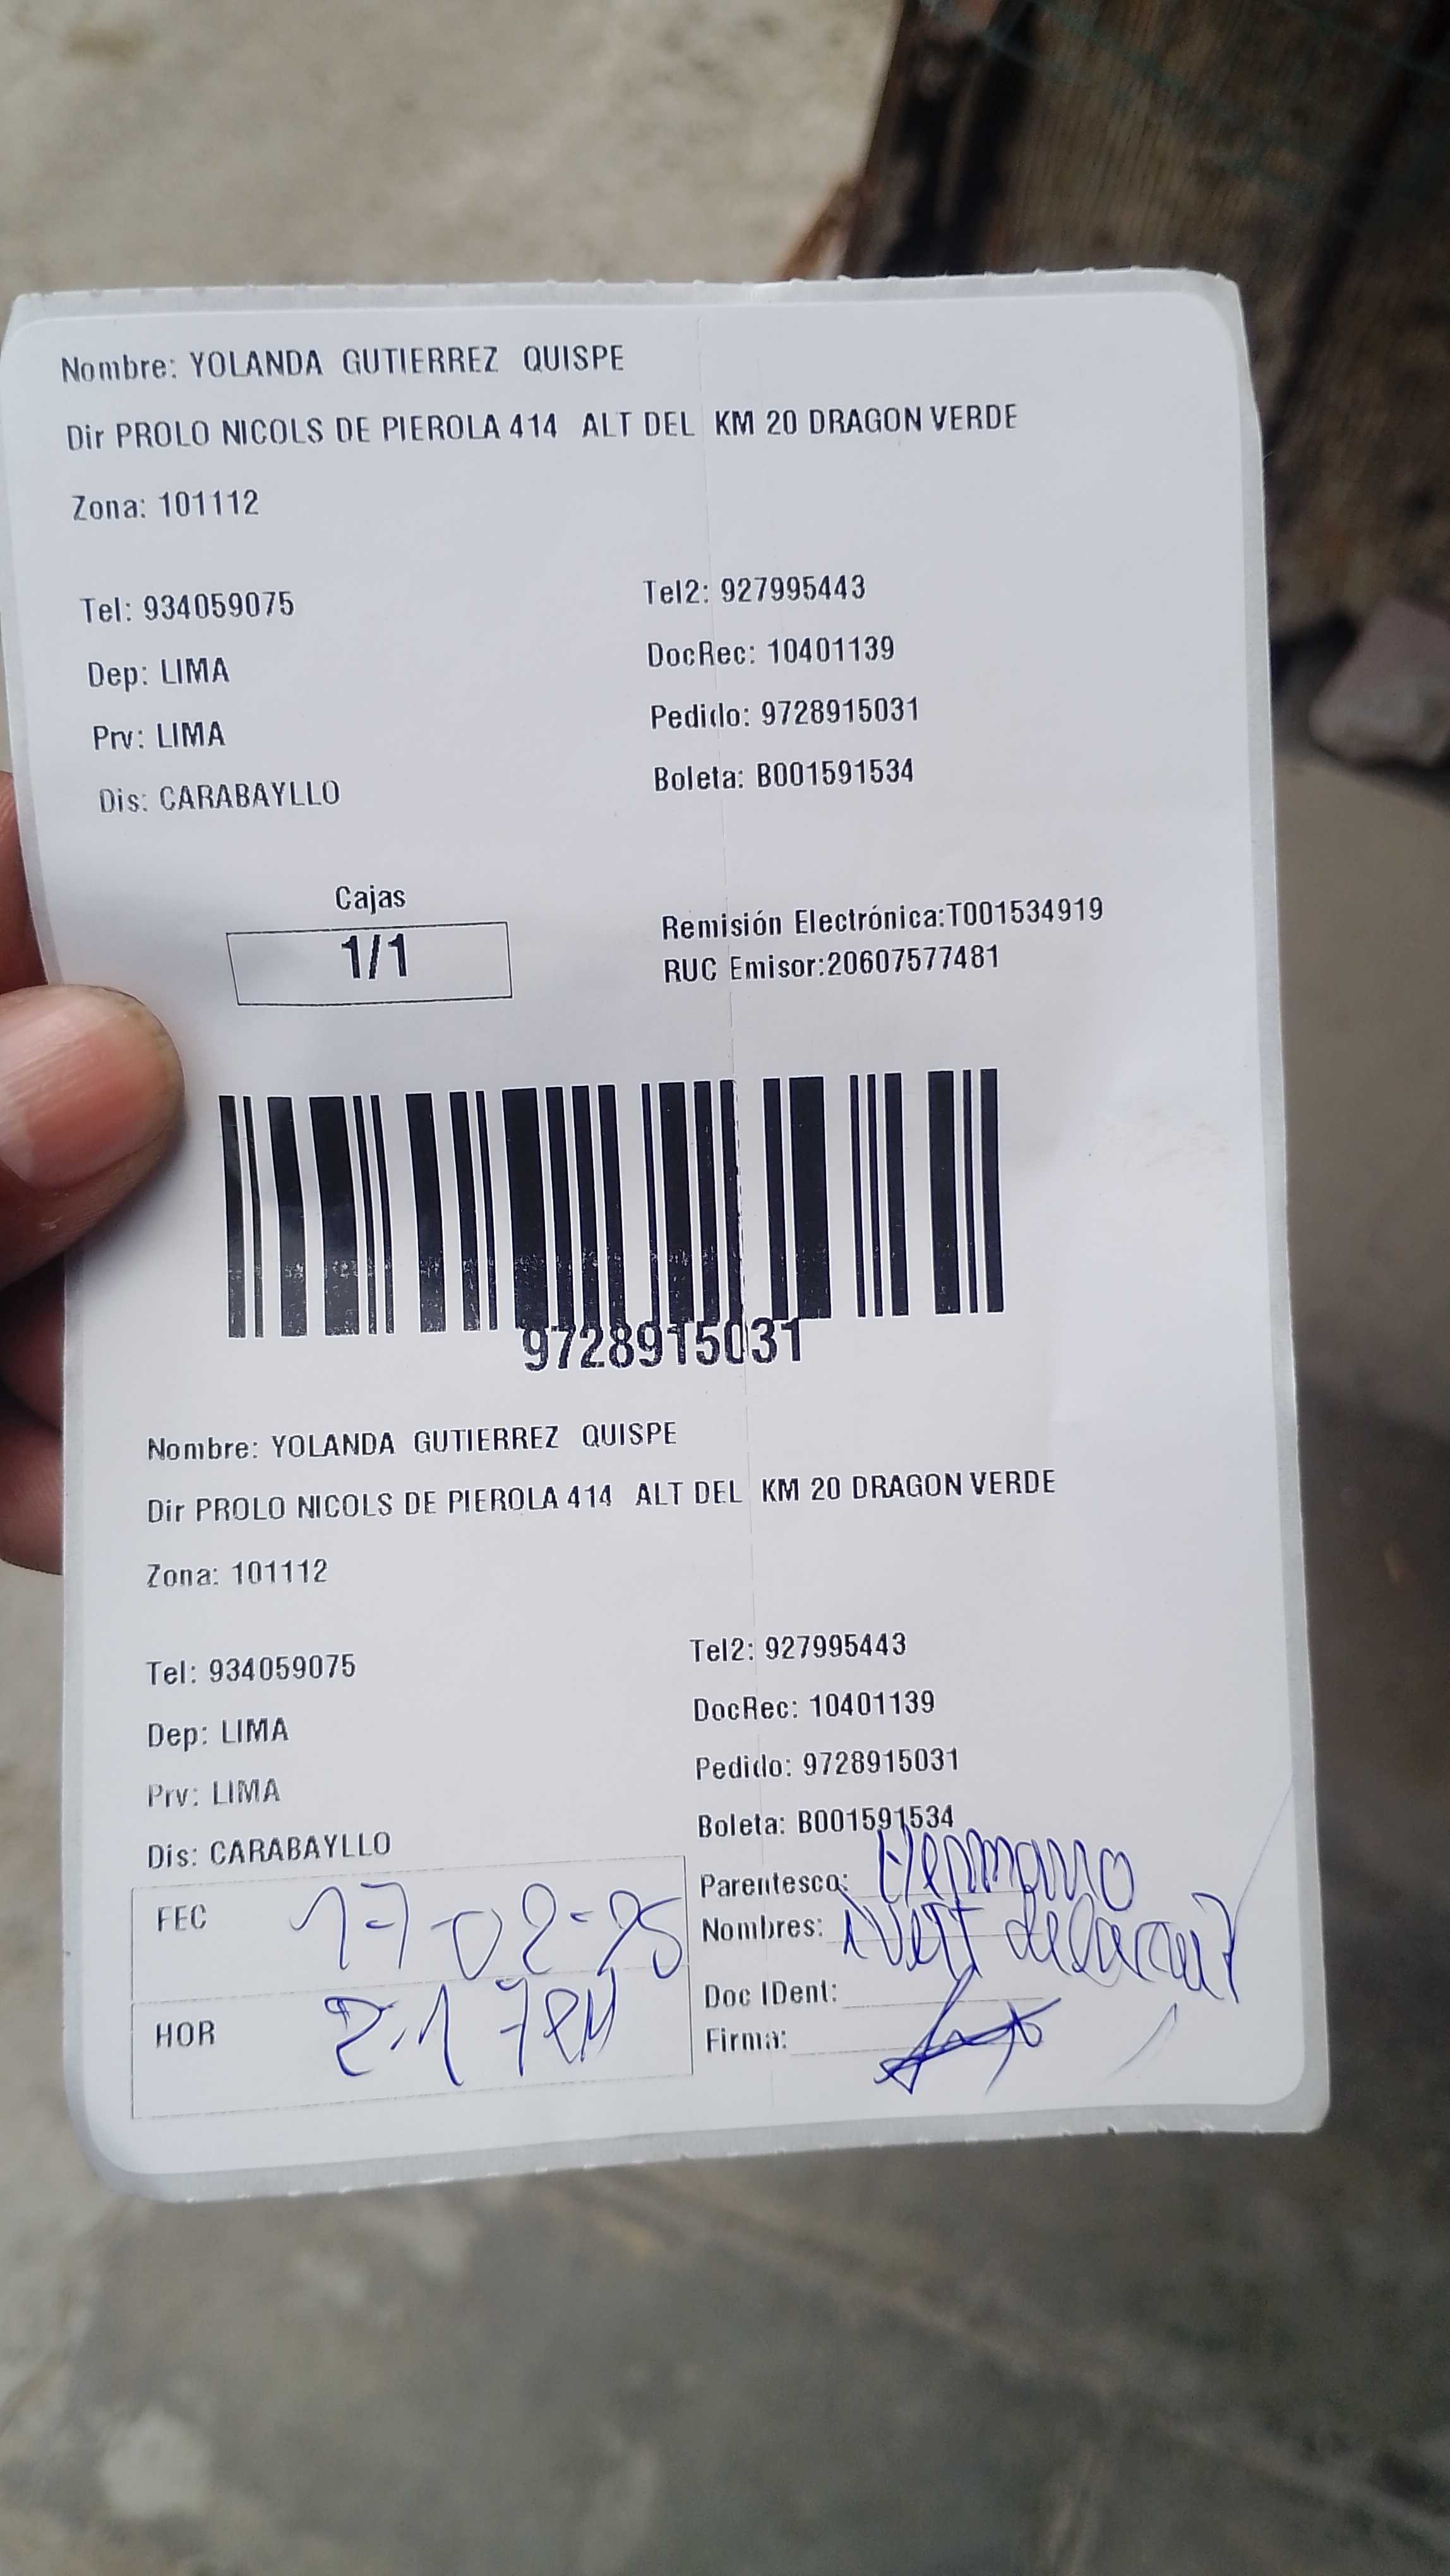 Nombre: YOLANDA GUTIERREZ QUISPE
Dir PROLO NICOLS DE PIEROLA 414 ALT DEL KM 20 DRAGON VERDE
Zona: 101112
Tel: 934059075 Tel2: 927995443
Dep: LIMA DocRec: 10401139
Prv: LIMA Pedido: 9728915031
Dis: CARABAYLLO Boleta: B001591534
Cajas
1/1
Remisión Electrónica:T001534919
RUC Emisor:20607577481
9728915031
Nombre: YOLANDA GUTIERREZ QUISPE
Dir PROLO NICOLS DE PIEROLA 414 ALT DEL KM 20 DRAGON VERDE
Zona: 101112
Tel: 934059075 Tel2: 927995443
Dep: LIMA DocRec: 10401139
Prv: LIMA Pedido: 9728915031
Dis: CARABAYLLO Boleta: B001591534
FEC 17-02-25
HOR 2:17 PM
Parentesco: Hermano
Nombres: de la cruz
Doc IDent:
Firma: